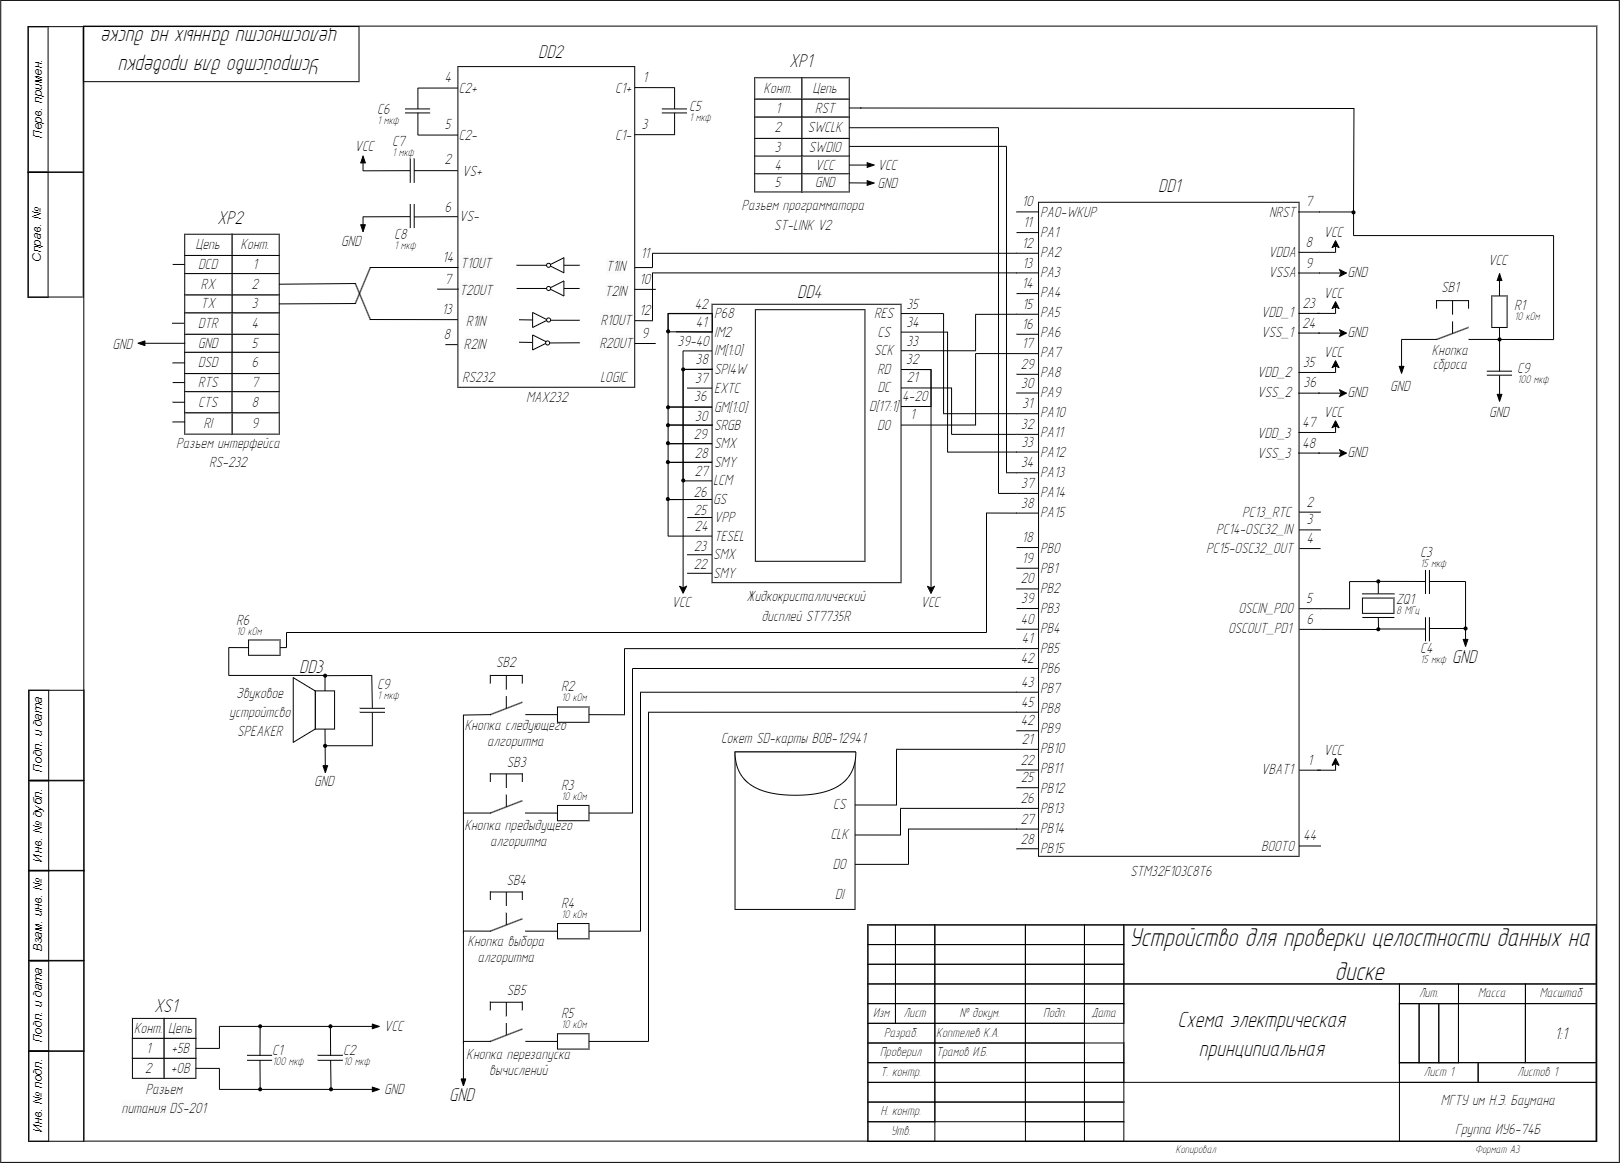 Устройство для проверки
целостности данных на диске
Перв. примен.
Справ. №
Подп. и дата
Инв. № дубл.
Взам. инв. №
Подп. и дата
Инв. № подп.
DD2
4
C2+
C6
1 мкф
5
C2-
C7
1 мкф
VCC
2
VS+
6
VS-
GND
C8
1 мкф
1
C1+
C5
1 мкф
3
C1-
14
T1OUT
7
T2OUT
13
R1IN
8
R2IN
T1IN
11
T2IN
10
R1OUT
12
R2OUT
9
RS232
LOGIC
MAX232
XP2
Цепь Конт.
DCD 1
RX 2
TX 3
DTR 4
GND 5
DSD 6
RTS 7
CTS 8
RI 9
GND
Разъем интерфейса
RS-232
XP1
Конт. Цепь
1 RST
2 SWCLK
3 SWDIO
4 VCC VCC
5 GND GND
Разъем программатора
ST-LINK V2
DD4
42 P68
41 IM2
39-40 IM[1:0]
38 SPI4W
37 EXTC
36 GM[1:0]
30 SRGB
29 SMX
28 SMY
27 LCM
26 GS
25 VPP
24 TESEL
23 SMX
22 SMY
RES 35
CS 34
SCK 33
RD 32
DC 21
D[17:1] 4-20
DO 1
VCC
VCC
Жидкокристаллический
дисплей ST7735R
DD1
10 PA0-WKUP
11 PA1
12 PA2
13 PA3
14 PA4
15 PA5
16 PA6
17 PA7
29 PA8
30 PA9
31 PA10
32 PA11
33 PA12
34 PA13
37 PA14
38 PA15
18 PB0
19 PB1
20 PB2
39 PB3
40 PB4
41 PB5
42 PB6
43 PB7
45 PB8
42 PB9
21 PB10
22 PB11
25 PB12
26 PB13
27 PB14
28 PB15
NRST 7
VDDA 8 VCC
VSSA 9 GND
VDD_1 23 VCC
VSS_1 24 GND
VDD_2 35 VCC
VSS_2 36 GND
VDD_3 47 VCC
VSS_3 48 GND
PC13_RTC 2
PC14-OSC32_IN 3
PC15-OSC32_OUT 4
OSCIN_PD0 5
OSCOUT_PD1 6
VBAT1 1 VCC
BOOT0 44
STM32F103C8T6
VCC
SB1
R1
10 кОм
Кнопка
сброса
GND
C9
100 мкф
GND
C3
15 мкф
ZQ1
8 МГц
C4
15 мкф
GND
R6
10 кОм
DD3
Звуковое
устройтсво
SPEAKER
C9
1 мкф
GND
SB2
R2
10 кОм
Кнопка следующего
алгоритма
SB3
R3
10 кОм
Кнопка предыдущего
алгоритма
SB4
R4
10 кОм
Кнопка выбора
алгоритма
SB5
R5
10 кОм
Кнопка перезапуска
вычислений
GND
Сокет SD-карты BOB-12941
CS
CLK
DO
DI
XS1
Конт. Цепь
1 +5В
2 +0В
Разъем
питания DS-201
VCC
C1
100 мкф
C2
10 мкф
GND
Устройство для проверки целостности данных на
диске
Изм Лист № докум. Подп. Дата
Разраб. Коптелев К.А.
Проверил Трамов И.Б.
Т. контр.
Н. контр.
Утв.
Схема электрическая
принципиальная
Лит. Масса Масштаб
1:1
Лист 1 Листов 1
МГТУ им Н.Э. Баумана
Группа ИУ6-74Б
Копировал Формат А3